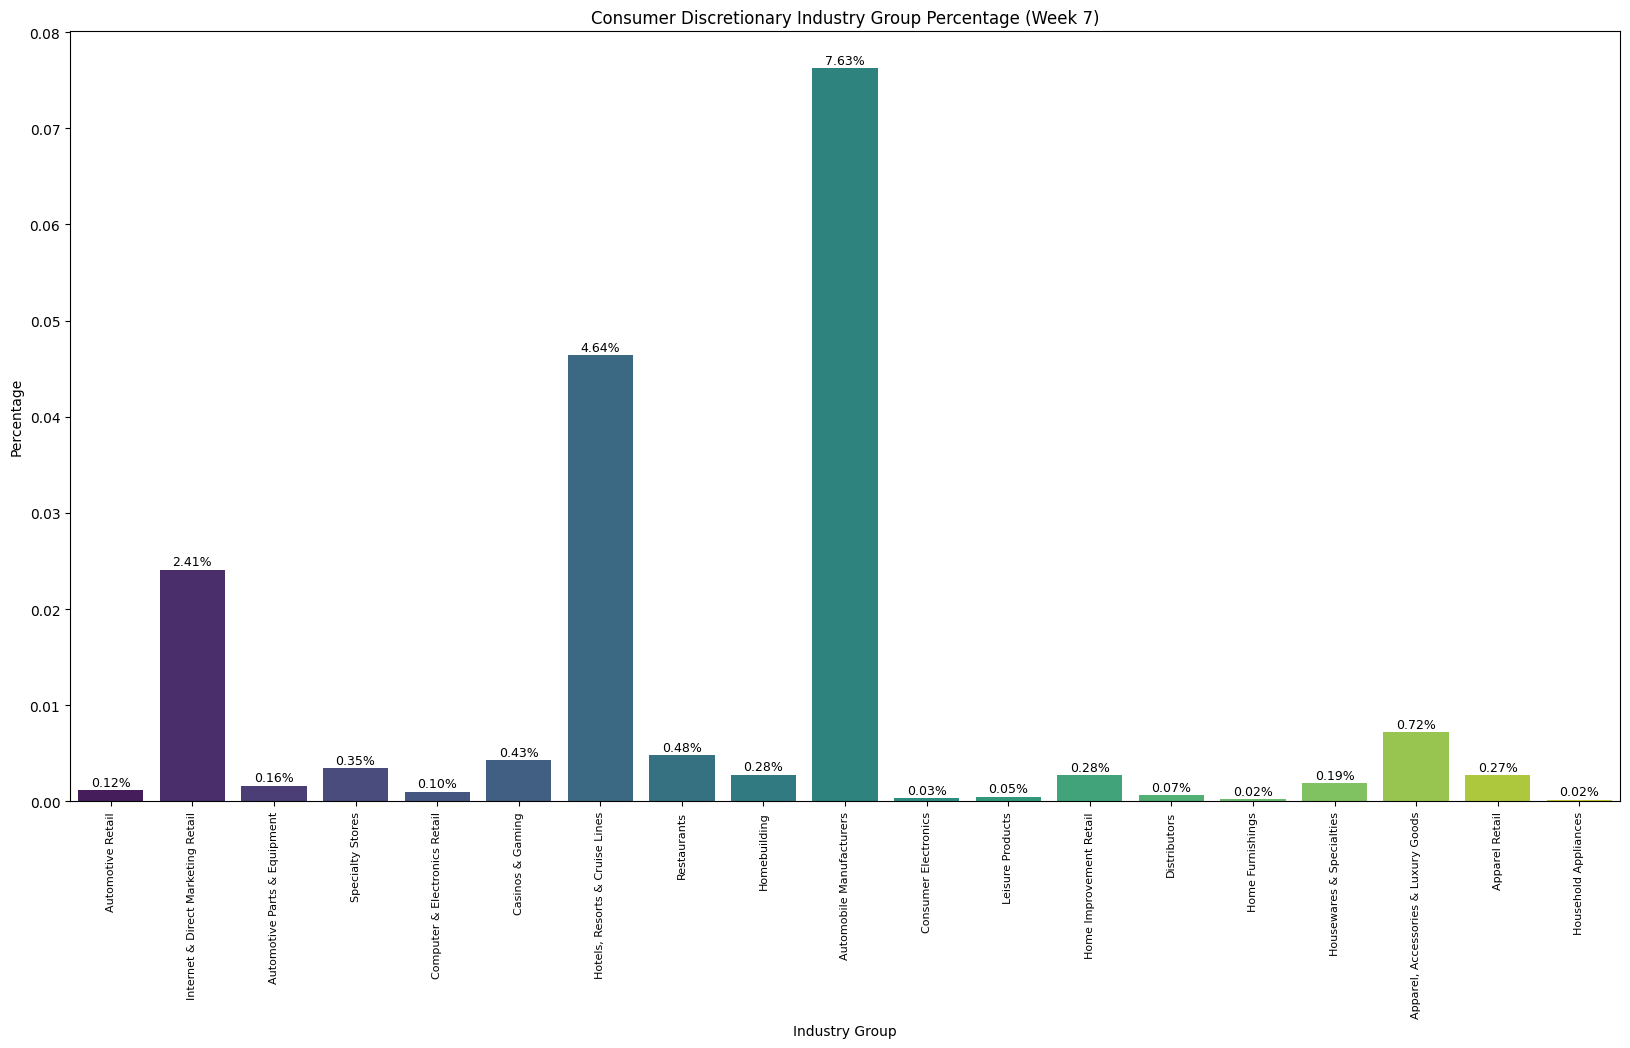 Consumer Discretionary Industry Group Percentage (Week 7)
Percentage
0.08
0.07
0.06
0.05
0.04
0.03
0.02
0.01
0.00
0.12%
2.41%
0.16%
0.35%
0.10%
0.43%
4.64%
0.48%
0.28%
7.63%
0.03%
0.05%
0.28%
0.07%
0.02%
0.19%
0.72%
0.27%
0.02%
Automotive Retail
Internet & Direct Marketing Retail
Automotive Parts & Equipment
Specialty Stores
Computer & Electronics Retail
Casinos & Gaming
Hotels, Resorts & Cruise Lines
Restaurants
Homebuilding
Automobile Manufacturers
Consumer Electronics
Leisure Products
Home Improvement Retail
Distributors
Home Furnishings
Housewares & Specialties
Apparel, Accessories & Luxury Goods
Apparel Retail
Household Appliances
Industry Group